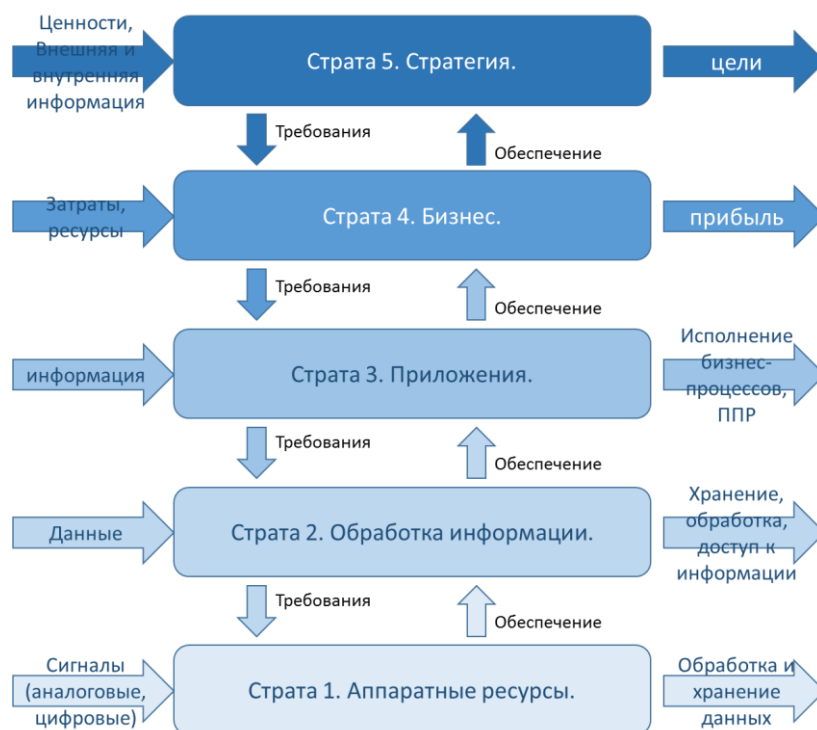 Ценности,
Внешняя и
внутренняя
информация
Страта 5. Стратегия.
цели
Требования
Обеспечение
Затраты,
ресурсы
Страта 4. Бизнес.
прибыль
Требования
Обеспечение
информация
Страта 3. Приложения.
Исполнение
бизнес-
процессов,
ППР
Требования
Обеспечение
Данные
Страта 2. Обработка информации.
Хранение,
обработка,
доступ к
информации
Требования
Обеспечение
Сигналы
(аналоговые,
цифровые)
Страта 1. Аппаратные ресурсы.
Обработка и
хранение
данных